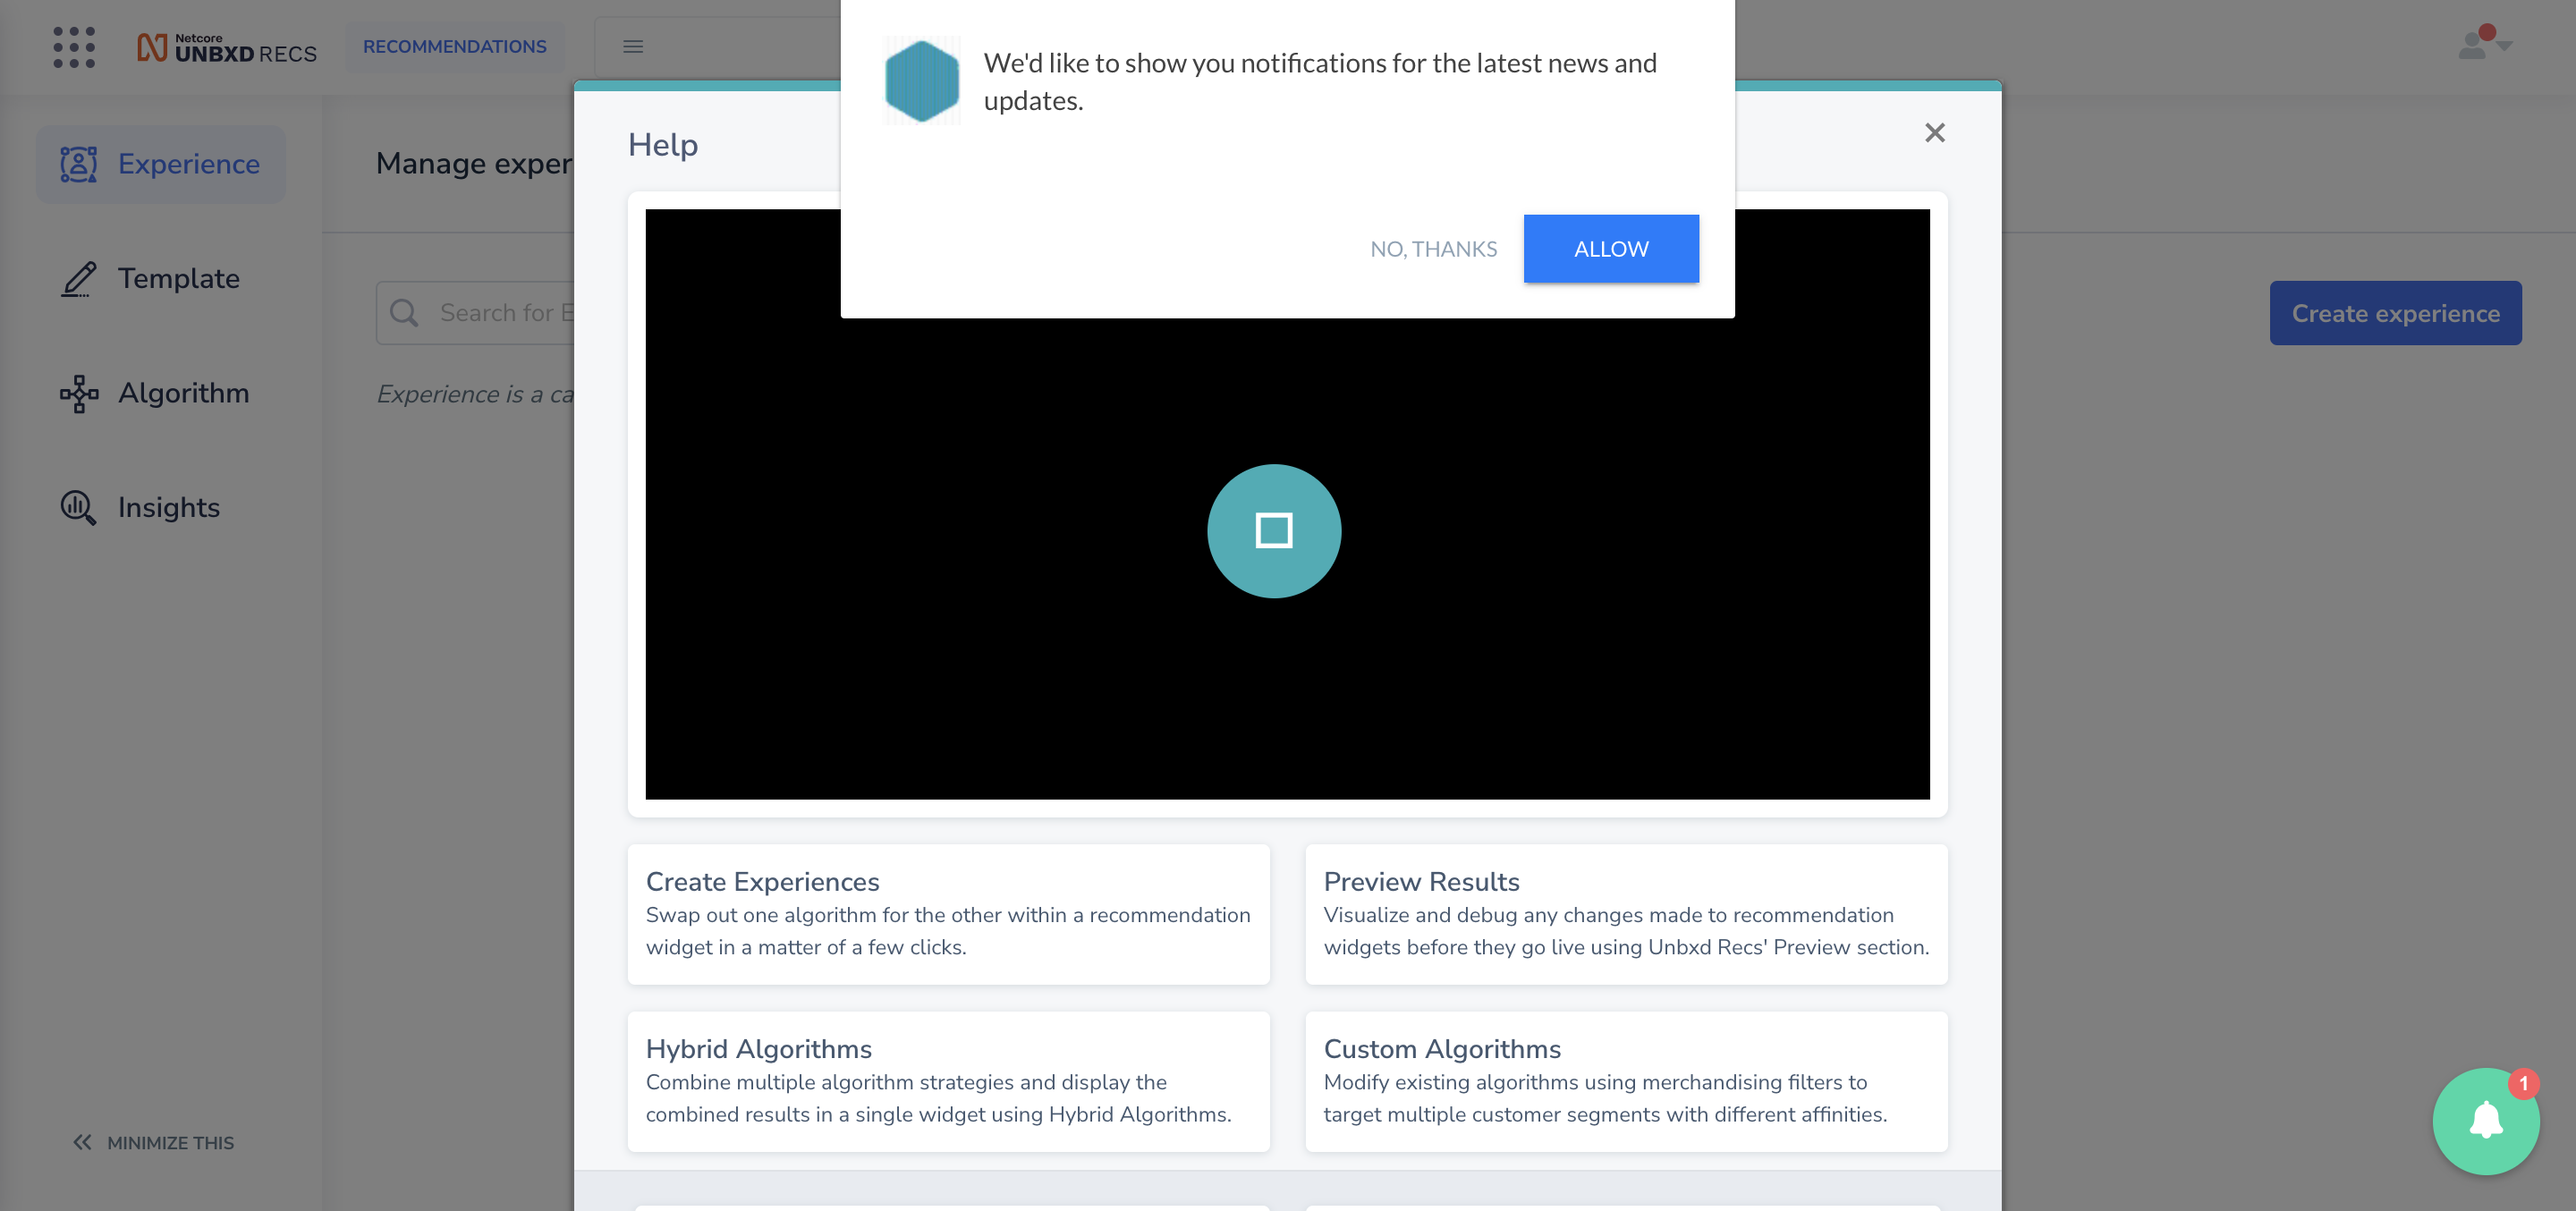 Netcore
UNBXD RECS
RECOMMENDATIONS
We'd like to show you notifications for the latest news and
updates.
NO, THANKS
ALLOW
Help
Experience
Template
Algorithm
Insights
MINIMIZE THIS
Manage exper
Search for E
Create experience
Experience is a ca
Create Experiences
Swap out one algorithm for the other within a recommendation
widget in a matter of a few clicks.
Preview Results
Visualize and debug any changes made to recommendation
widgets before they go live using Unbxd Recs' Preview section.
Hybrid Algorithms
Combine multiple algorithm strategies and display the
combined results in a single widget using Hybrid Algorithms.
Custom Algorithms
Modify existing algorithms using merchandising filters to
target multiple customer segments with different affinities.
1